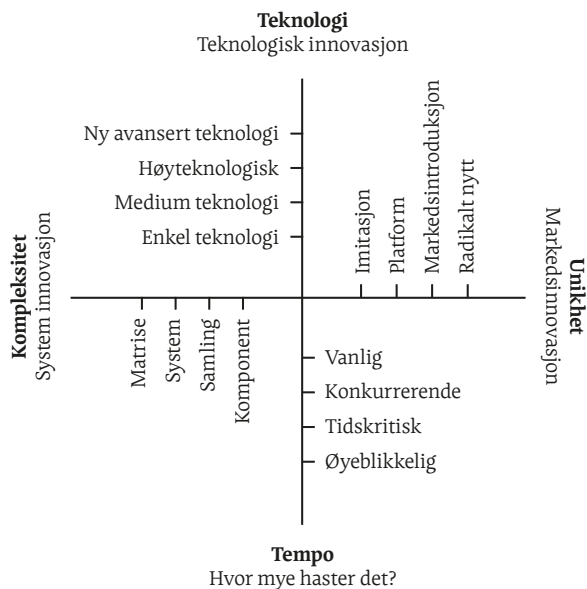 Teknologi
Teknologisk innovasjon
Ny avansert teknologi
Høyteknologisk
Medium teknologi
Enkel teknologi
Imitasjon
Platform
Markedsintroduksjon
Radikalt nytt
Kompleksitet
System innovasjon
Unikhet
Markedsinnovasjon
Matrise
System
Samling
Komponent
Vanlig
Konkurrerende
Tidskritisk
Øyeblikkelig
Tempo
Hvor mye haster det?